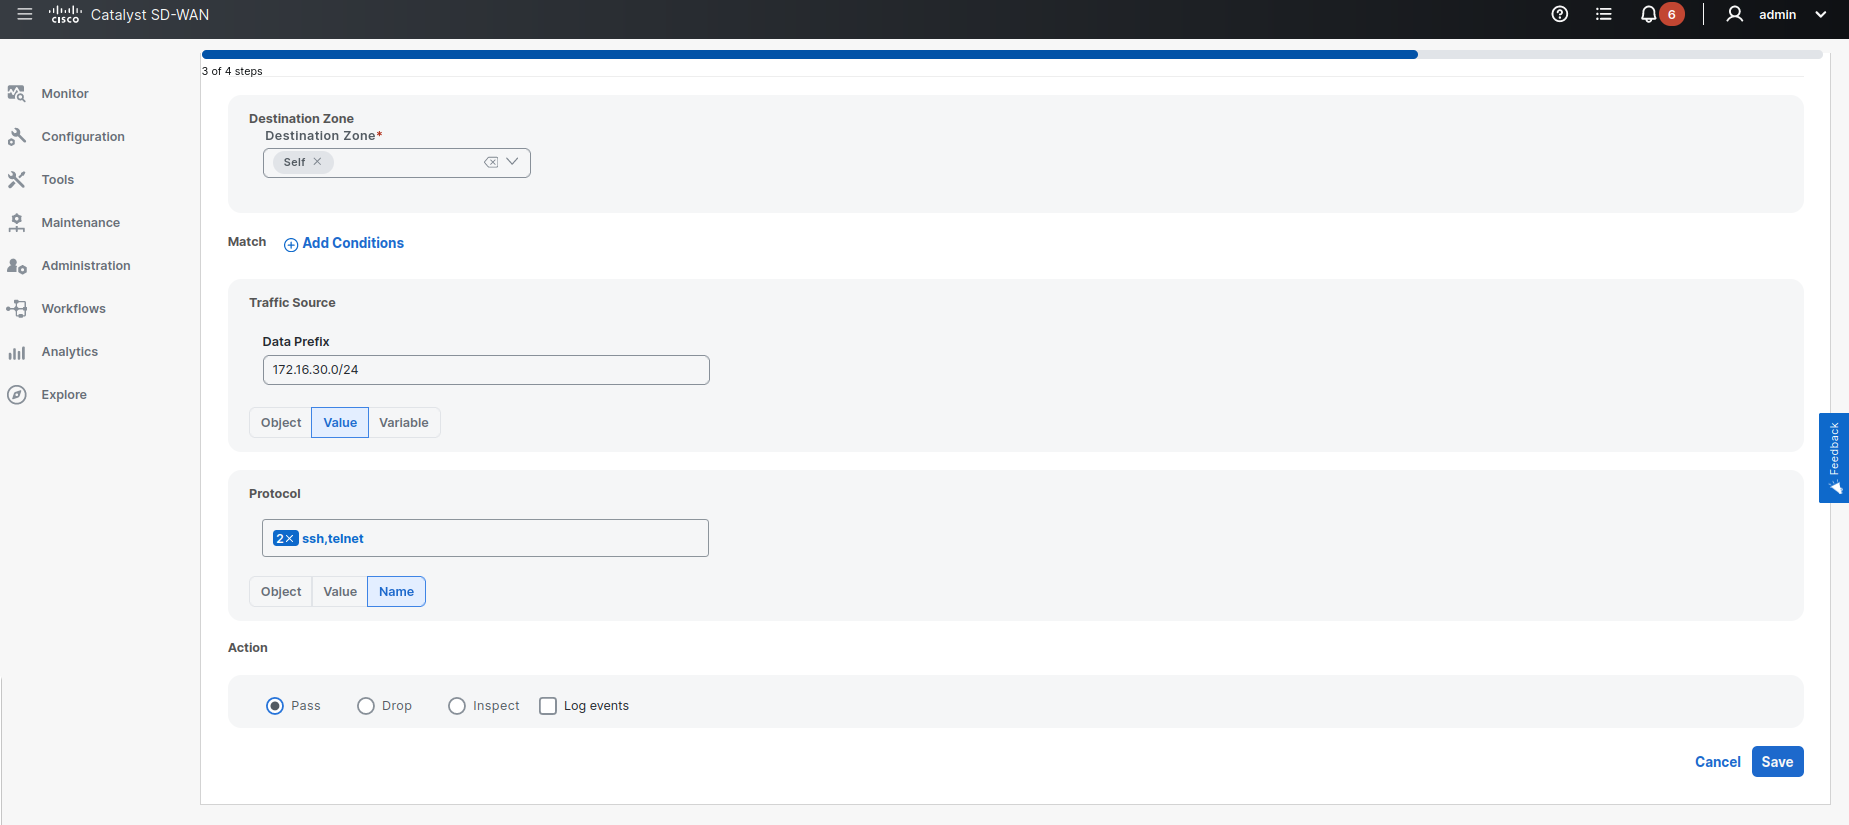 cisco Catalyst SD-WAN
6
admin
3 of 4 steps
Monitor
Configuration
Tools
Maintenance
Administration
Workflows
Analytics
Explore
Destination Zone
Destination Zone*
Self
Match Add Conditions
Traffic Source
Data Prefix
172.16.30.0/24
Object Value Variable
Protocol
2× ssh,telnet
Object Value Name
Action
Pass Drop Inspect Log events
Cancel Save
Feedback